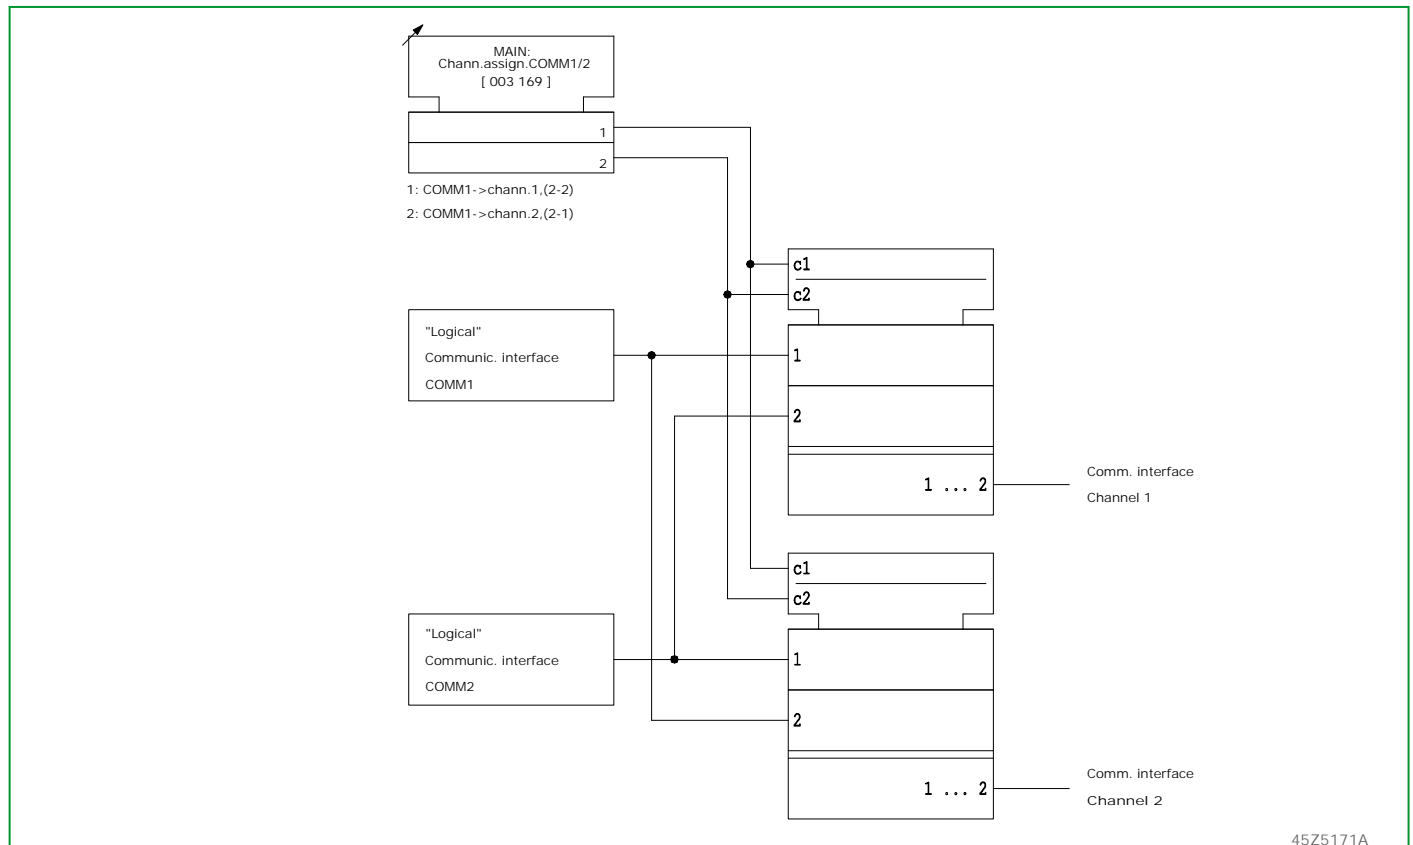 MAIN:
Chann.assign.COMM1/2
[ 003 169 ]
1
2
1: COMM1->chann.1,(2-2)
2: COMM1->chann.2,(2-1)
c1
c2
"Logical"
Communic. interface
COMM1
1
2
1 ... 2
Comm. interface
Channel 1
c1
c2
"Logical"
Communic. interface
COMM2
1
2
1 ... 2
Comm. interface
Channel 2
45Z5171A